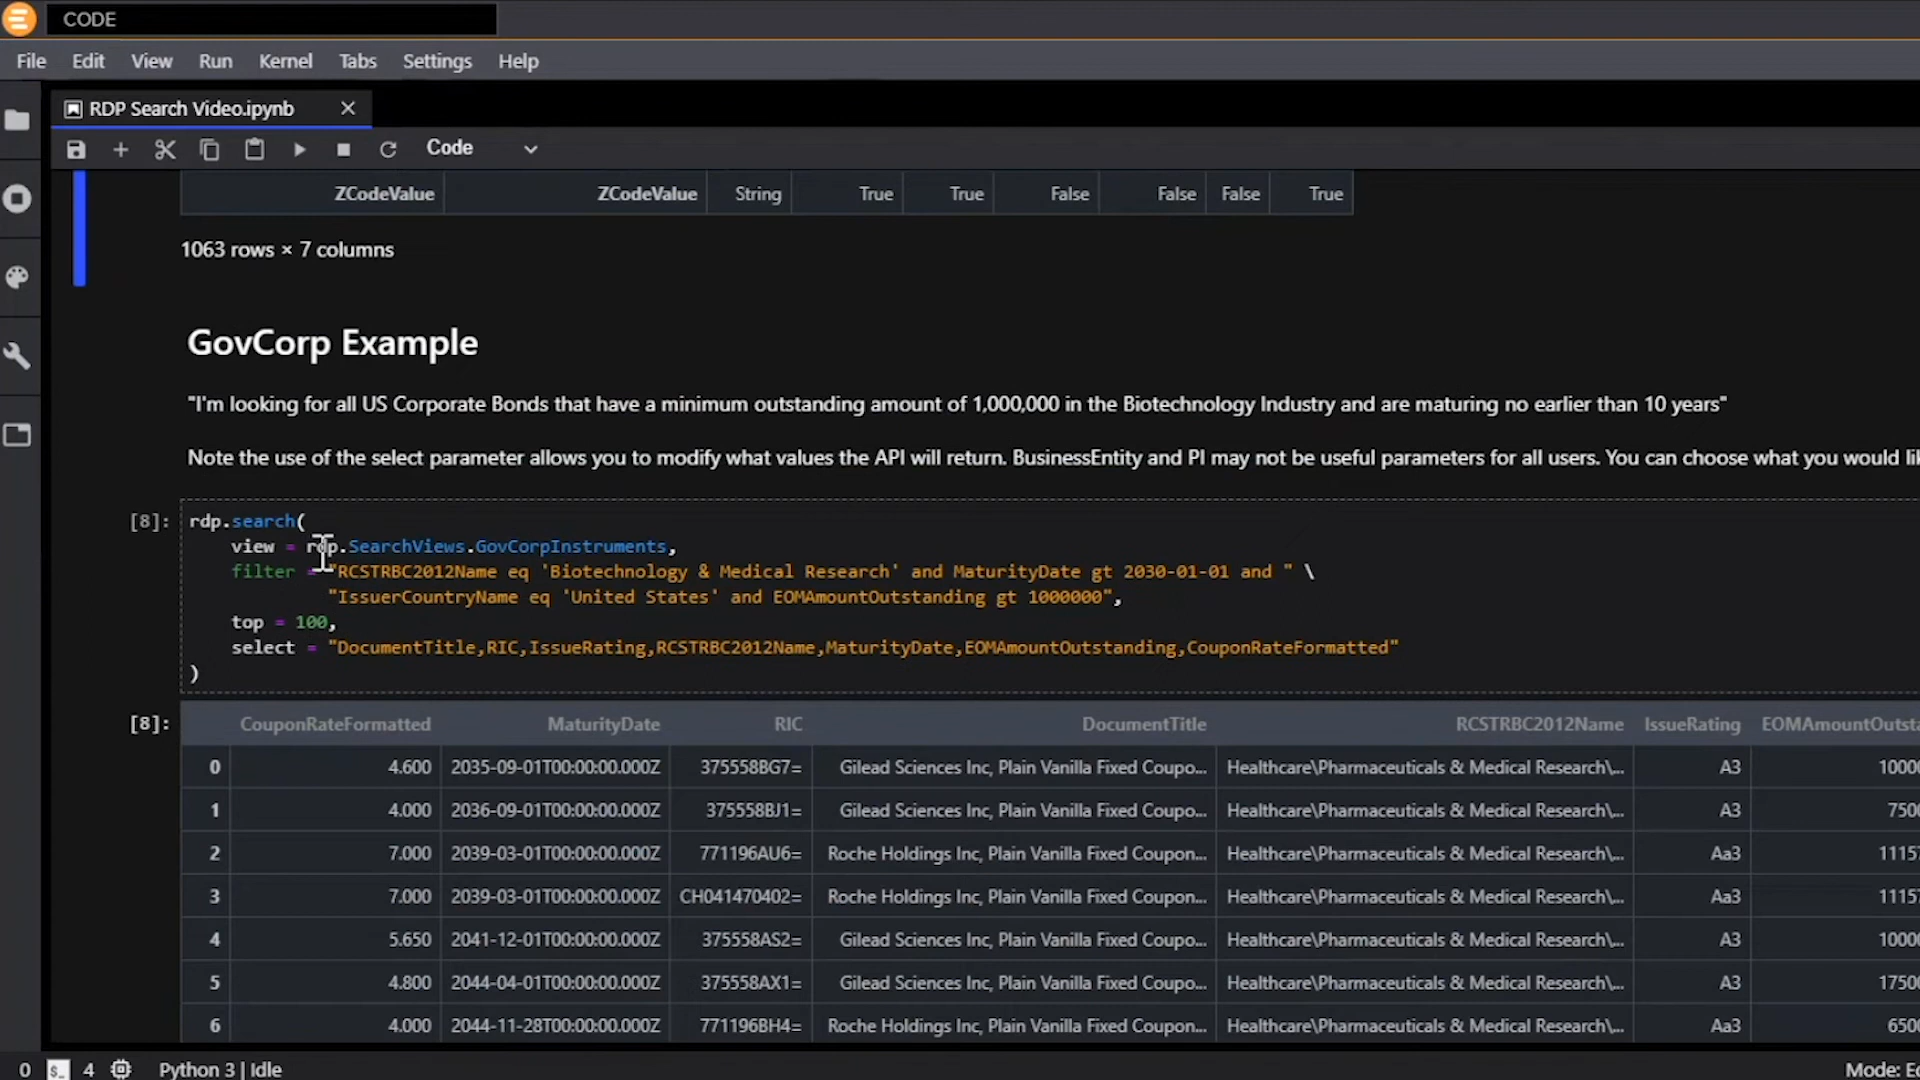 CODE
File Edit View Run Kernel Tabs Settings Help
RDP Search Video.ipynb
Code
ZCodeValue ZCodeValue String True True False False False True
1063 rows × 7 columns
GovCorp Example
"I'm looking for all US Corporate Bonds that have a minimum outstanding amount of 1,000,000 in the Biotechnology Industry and are maturing no earlier than 10 years"
Note the use of the select parameter allows you to modify what values the API will return. BusinessEntity and PI may not be useful parameters for all users. You can choose what you would
[8]: rdp.search(
view = rdp.SearchViews.GovCorpInstruments,
filter = "RCSTRBC2012Name eq 'Biotechnology & Medical Research' and MaturityDate gt 2030-01-01 and " \
"IssuerCountryName eq 'United States' and EOMAmountOutstanding gt 1000000",
top = 100,
select = "DocumentTitle,RIC,IssueRating,RCSTRBC2012Name,MaturityDate,EOMAmountOutstanding,CouponRateFormatted"
)
[8]: CouponRateFormatted MaturityDate RIC DocumentTitle RCSTRBC2012Name IssueRating EOMAmountOutsta
0 4.600 2035-09-01T00:00:00.000Z 375558BG7= Gilead Sciences Inc, Plain Vanilla Fixed Coupo... Healthcare\Pharmaceuticals & Medical Research\... A3 10000
1 4.000 2036-09-01T00:00:00.000Z 375558BJ1= Gilead Sciences Inc, Plain Vanilla Fixed Coupo... Healthcare\Pharmaceuticals & Medical Research\... A3 7500
2 7.000 2039-03-01T00:00:00.000Z 771196AU6= Roche Holdings Inc, Plain Vanilla Fixed Coupon... Healthcare\Pharmaceuticals & Medical Research\... Aa3 11157
3 7.000 2039-03-01T00:00:00.000Z CH041470402= Roche Holdings Inc, Plain Vanilla Fixed Coupon... Healthcare\Pharmaceuticals & Medical Research\... Aa3 11157
4 5.650 2041-12-01T00:00:00.000Z 375558AS2= Gilead Sciences Inc, Plain Vanilla Fixed Coupo... Healthcare\Pharmaceuticals & Medical Research\... A3 10000
5 4.800 2044-04-01T00:00:00.000Z 375558AX1= Gilead Sciences Inc, Plain Vanilla Fixed Coupo... Healthcare\Pharmaceuticals & Medical Research\... A3 17500
6 4.000 2044-11-28T00:00:00.000Z 771196BH4= Roche Holdings Inc, Plain Vanilla Fixed Coupon... Healthcare\Pharmaceuticals & Medical Research\... Aa3 6500
0 4 Python 3 | Idle Mode: